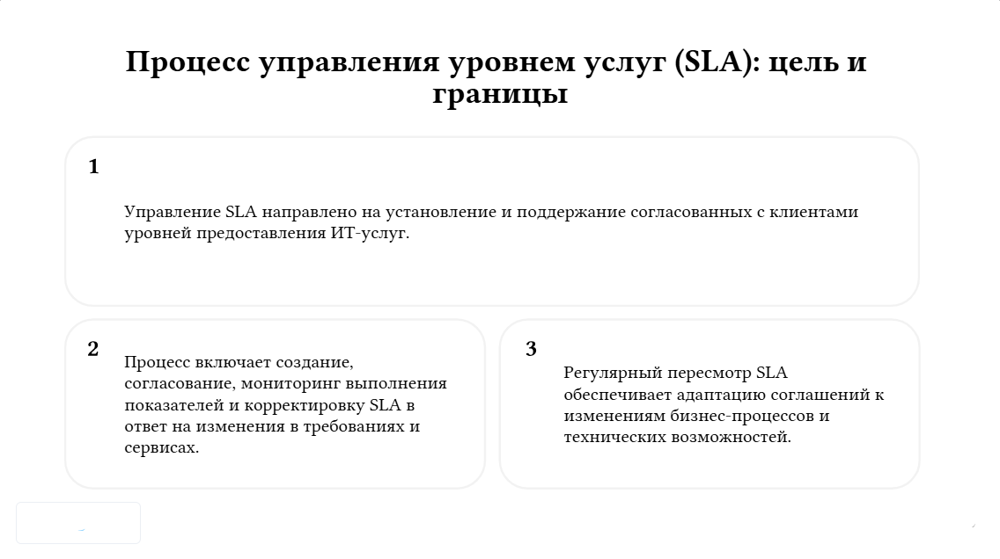 Процесс управления уровнем услуг (SLA): цель и
границы
1
Управление SLA направлено на установление и поддержание согласованных с клиентами
уровней предоставления ИТ-услуг.
2
Процесс включает создание,
согласование, мониторинг выполнения
показателей и корректировку SLA в
ответ на изменения в требованиях и
сервисах.
3
Регулярный пересмотр SLA
обеспечивает адаптацию соглашений к
изменениям бизнес-процессов и
технических возможностей.